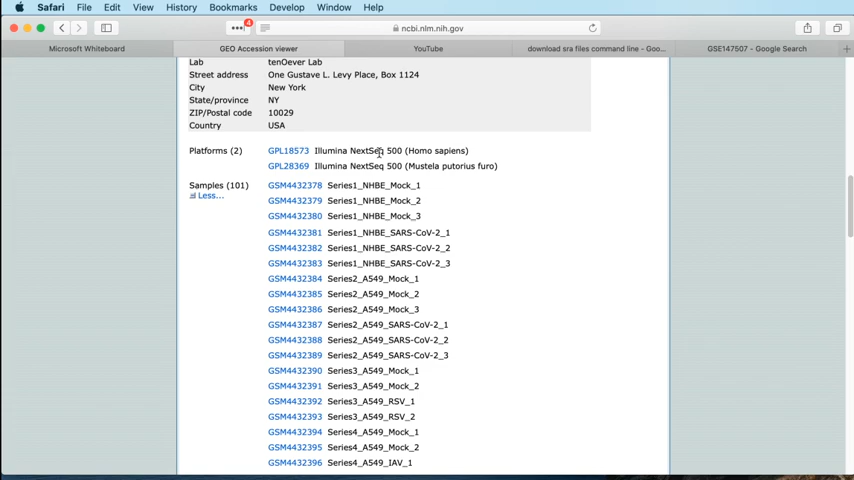 Safari File Edit View History Bookmarks Develop Window Help
4
ncbi.nlm.nih.gov
Microsoft Whiteboard GEO Accession viewer YouTube download sra files command line - Goo... GSE147507 - Google Search
Lab tenOever Lab
Street address One Gustave L. Levy Place, Box 1124
City New York
State/province NY
ZIP/Postal code 10029
Country USA
Platforms (2) GPL18573 Illumina NextSeq 500 (Homo sapiens)
GPL28369 Illumina NextSeq 500 (Mustela putorius furo)
Samples (101) GSM4432378 Series1_NHBE_Mock_1
Less... GSM4432379 Series1_NHBE_Mock_2
GSM4432380 Series1_NHBE_Mock_3
GSM4432381 Series1_NHBE_SARS-CoV-2_1
GSM4432382 Series1_NHBE_SARS-CoV-2_2
GSM4432383 Series1_NHBE_SARS-CoV-2_3
GSM4432384 Series2_A549_Mock_1
GSM4432385 Series2_A549_Mock_2
GSM4432386 Series2_A549_Mock_3
GSM4432387 Series2_A549_SARS-CoV-2_1
GSM4432388 Series2_A549_SARS-CoV-2_2
GSM4432389 Series2_A549_SARS-CoV-2_3
GSM4432390 Series3_A549_Mock_1
GSM4432391 Series3_A549_Mock_2
GSM4432392 Series3_A549_RSV_1
GSM4432393 Series3_A549_RSV_2
GSM4432394 Series4_A549_Mock_1
GSM4432395 Series4_A549_Mock_2
GSM4432396 Series4_A549_IAV_1